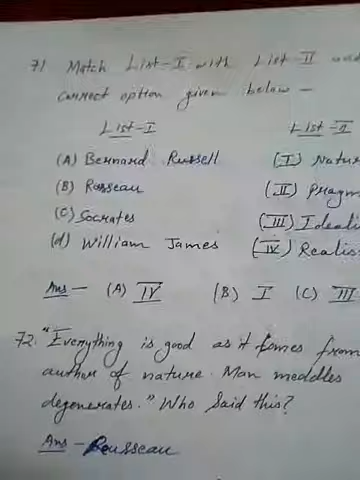 71. Match List-I with List-II and
correct option given below -
List-I List-II
(A) Bernard Russell (I) Natur
(B) Rosseau (II) Pragm
(C) Socrates (III) Ideali
(d) William James (IV) Realis
Ans - (A) IV (B) I (C) III
72. "Everything is good as it comes from
author of nature. Man meddles
degenerates." Who Said this?
Ans - Rousseau